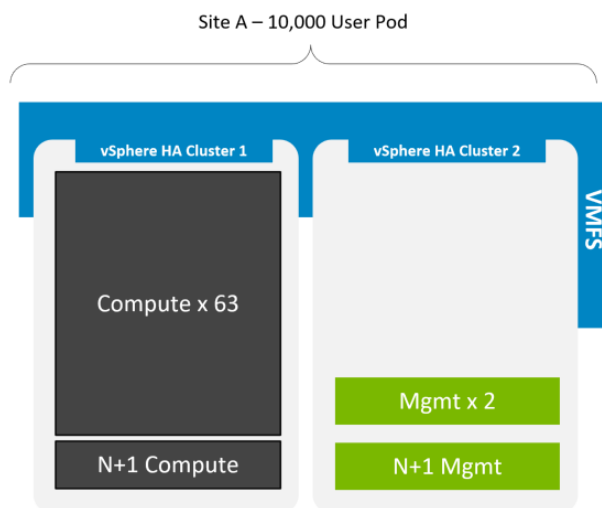 Site A – 10,000 User Pod
vSphere HA Cluster 1
vSphere HA Cluster 2
VMFS
Compute x 63
Mgmt x 2
N+1 Compute
N+1 Mgmt